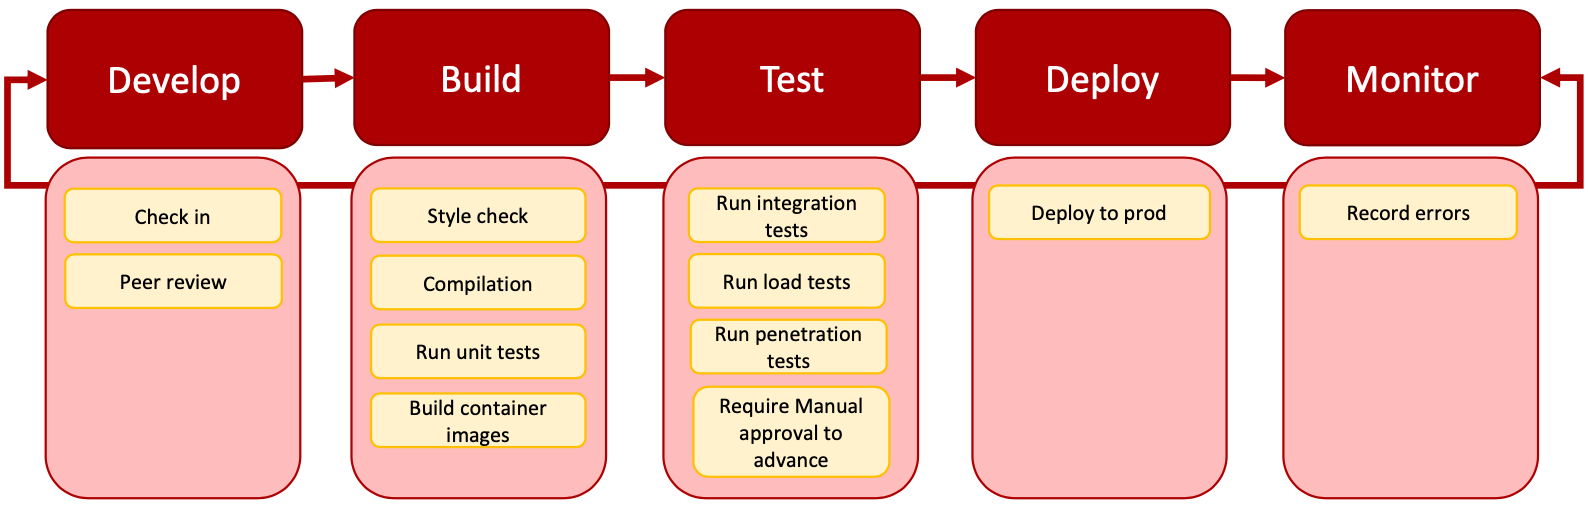 Develop
Build
Test
Deploy
Monitor
Check in
Peer review
Style check
Compilation
Run unit tests
Build container
images
Run integration
tests
Run load tests
Run penetration
tests
Require Manual
approval to
advance
Deploy to prod
Record errors